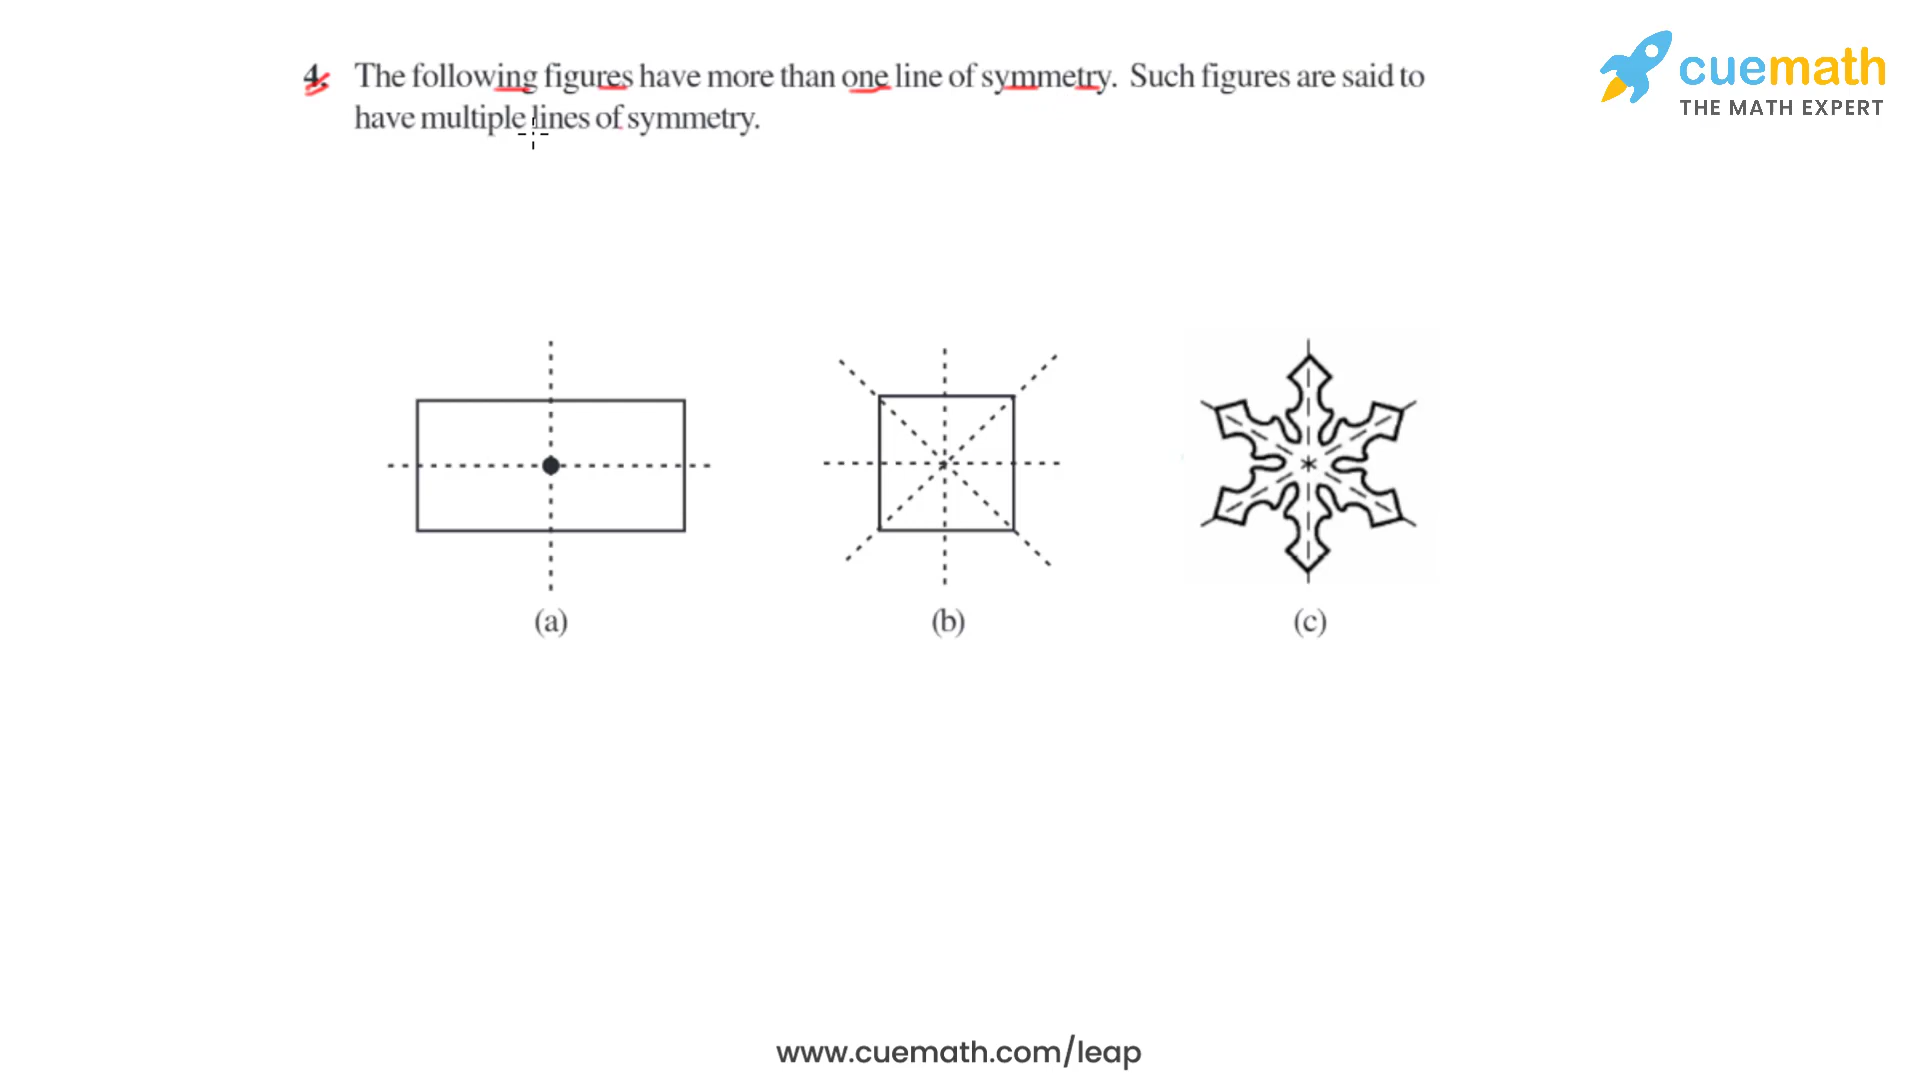 4. The following figures have more than one line of symmetry. Such figures are said to
have multiple lines of symmetry.
cuemath
THE MATH EXPERT
(a)
(b)
(c)
www.cuemath.com/leap